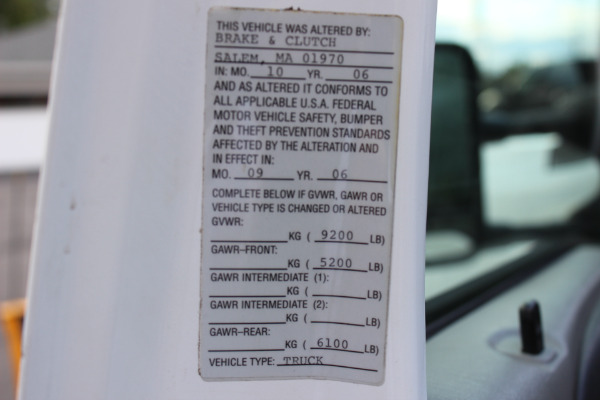 THIS VEHICLE WAS ALTERED BY:
BRAKE & CLUTCH
SALEM, MA 01970
IN: MO. 10 YR. 06
AND AS ALTERED IT CONFORMS TO
ALL APPLICABLE U.S.A. FEDERAL
MOTOR VEHICLE SAFETY, BUMPER
AND THEFT PREVENTION STANDARDS
AFFECTED BY THE ALTERATION AND
IN EFFECT IN:
MO. 09 YR. 06
COMPLETE BELOW IF GVWR, GAWR OR
VEHICLE TYPE IS CHANGED OR ALTERED
GVWR:
KG ( 9200 LB)
GAWR-FRONT:
KG ( 5200 LB)
GAWR INTERMEDIATE (1):
KG ( LB)
GAWR INTERMEDIATE (2):
KG ( LB)
GAWR-REAR:
KG ( 6100 LB)
VEHICLE TYPE: TRUCK